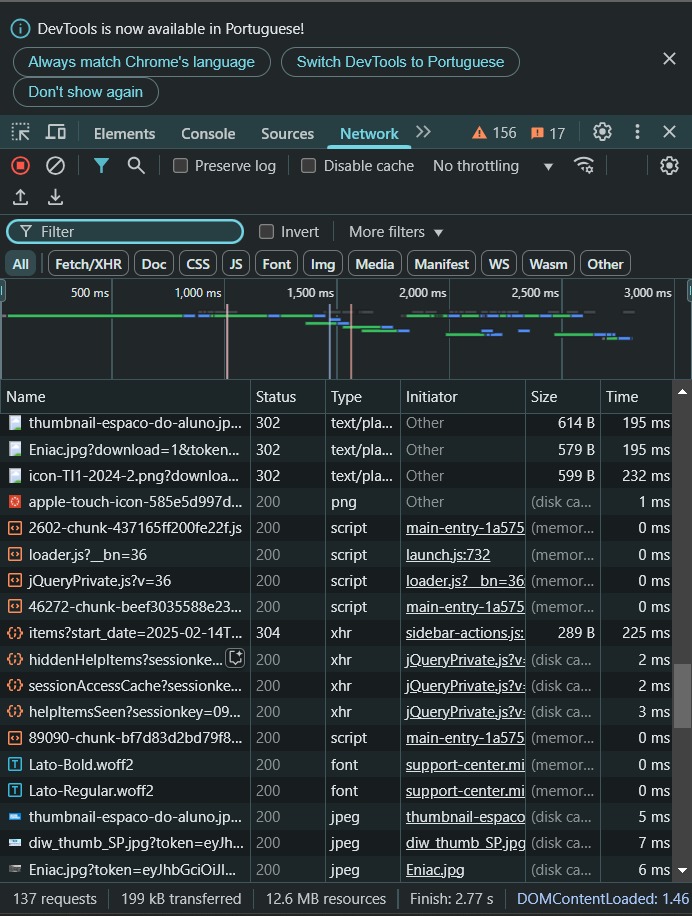 DevTools is now available in Portuguese!
Always match Chrome's language
Switch DevTools to Portuguese
Don't show again
Elements Console Sources Network 156 17
Preserve log Disable cache No throttling
Filter Invert More filters
All Fetch/XHR Doc CSS JS Font Img Media Manifest WS Wasm Other
500 ms 1,000 ms 1,500 ms 2,000 ms 2,500 ms 3,000 ms
Name Status Type Initiator Size Time
thumbnail-espaco-do-aluno.jp... 302 text/pla... Other 614 B 195 ms
Eniac.jpg?download=1&token... 302 text/pla... Other 579 B 195 ms
icon-TI1-2024-2.png?downloa... 302 text/pla... Other 599 B 232 ms
apple-touch-icon-585e5d997d... 200 png Other (disk ca... 1 ms
2602-chunk-437165ff200fe22f.js 200 script main-entry-1a575 (memor... 0 ms
loader.js?__bn=36 200 script launch.js:732 (memor... 0 ms
jQueryPrivate.js?v=36 200 script loader.js?__bn=36: (memor... 0 ms
46272-chunk-beef3035588e23... 200 script main-entry-1a575 (memor... 0 ms
items?start_date=2025-02-14T... 304 xhr sidebar-actions.js: 289 B 225 ms
hiddenHelpItems?sessionke... 200 xhr jQueryPrivate.js?v= (disk ca... 2 ms
sessionAccessCache?sessionke... 200 xhr jQueryPrivate.js?v= (disk ca... 2 ms
helpItemsSeen?sessionkey=09... 200 xhr jQueryPrivate.js?v= (disk ca... 3 ms
89090-chunk-bf7d83d2bd79f8... 200 script main-entry-1a575 (memor... 0 ms
Lato-Bold.woff2 200 font support-center.mi (memor... 0 ms
Lato-Regular.woff2 200 font support-center.mi (memor... 0 ms
thumbnail-espaco-do-aluno.jp... 200 jpeg thumbnail-espaco (disk ca... 5 ms
diw_thumb_SP.jpg?token=eyJh... 200 jpeg diw_thumb_SP.jpg (disk ca... 7 ms
Eniac.jpg?token=eyJhbGciOiJI... 200 jpeg Eniac.jpg (disk ca... 6 ms
137 requests 199 kB transferred 12.6 MB resources Finish: 2.77 s DOMContentLoaded: 1.46